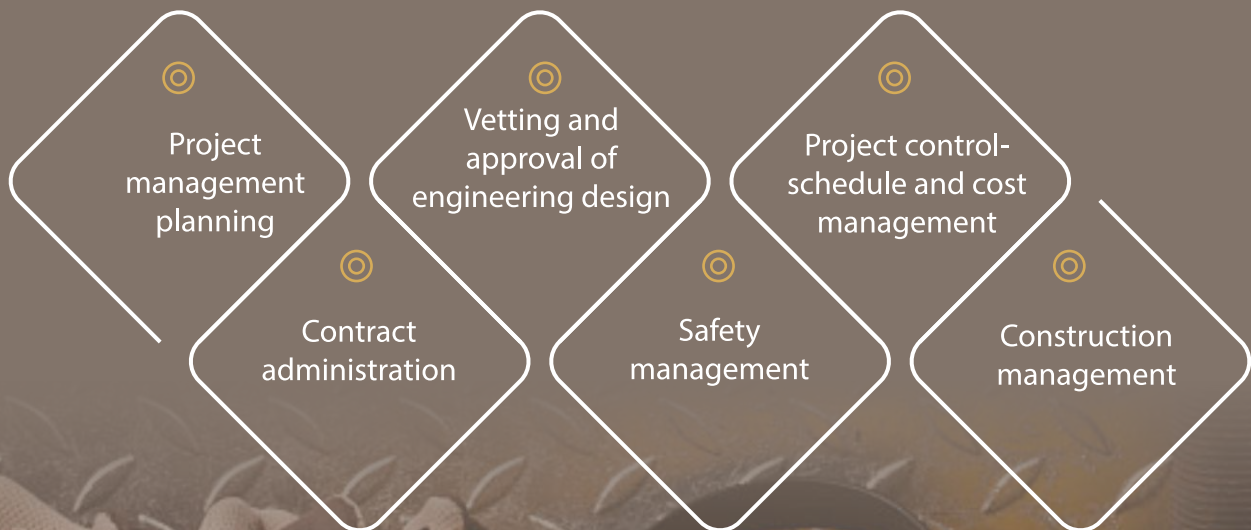 Project
management
planning
Contract
administration
Vetting and
approval of
engineering design
Safety
management
Project control-
schedule and cost
management
Construction
management